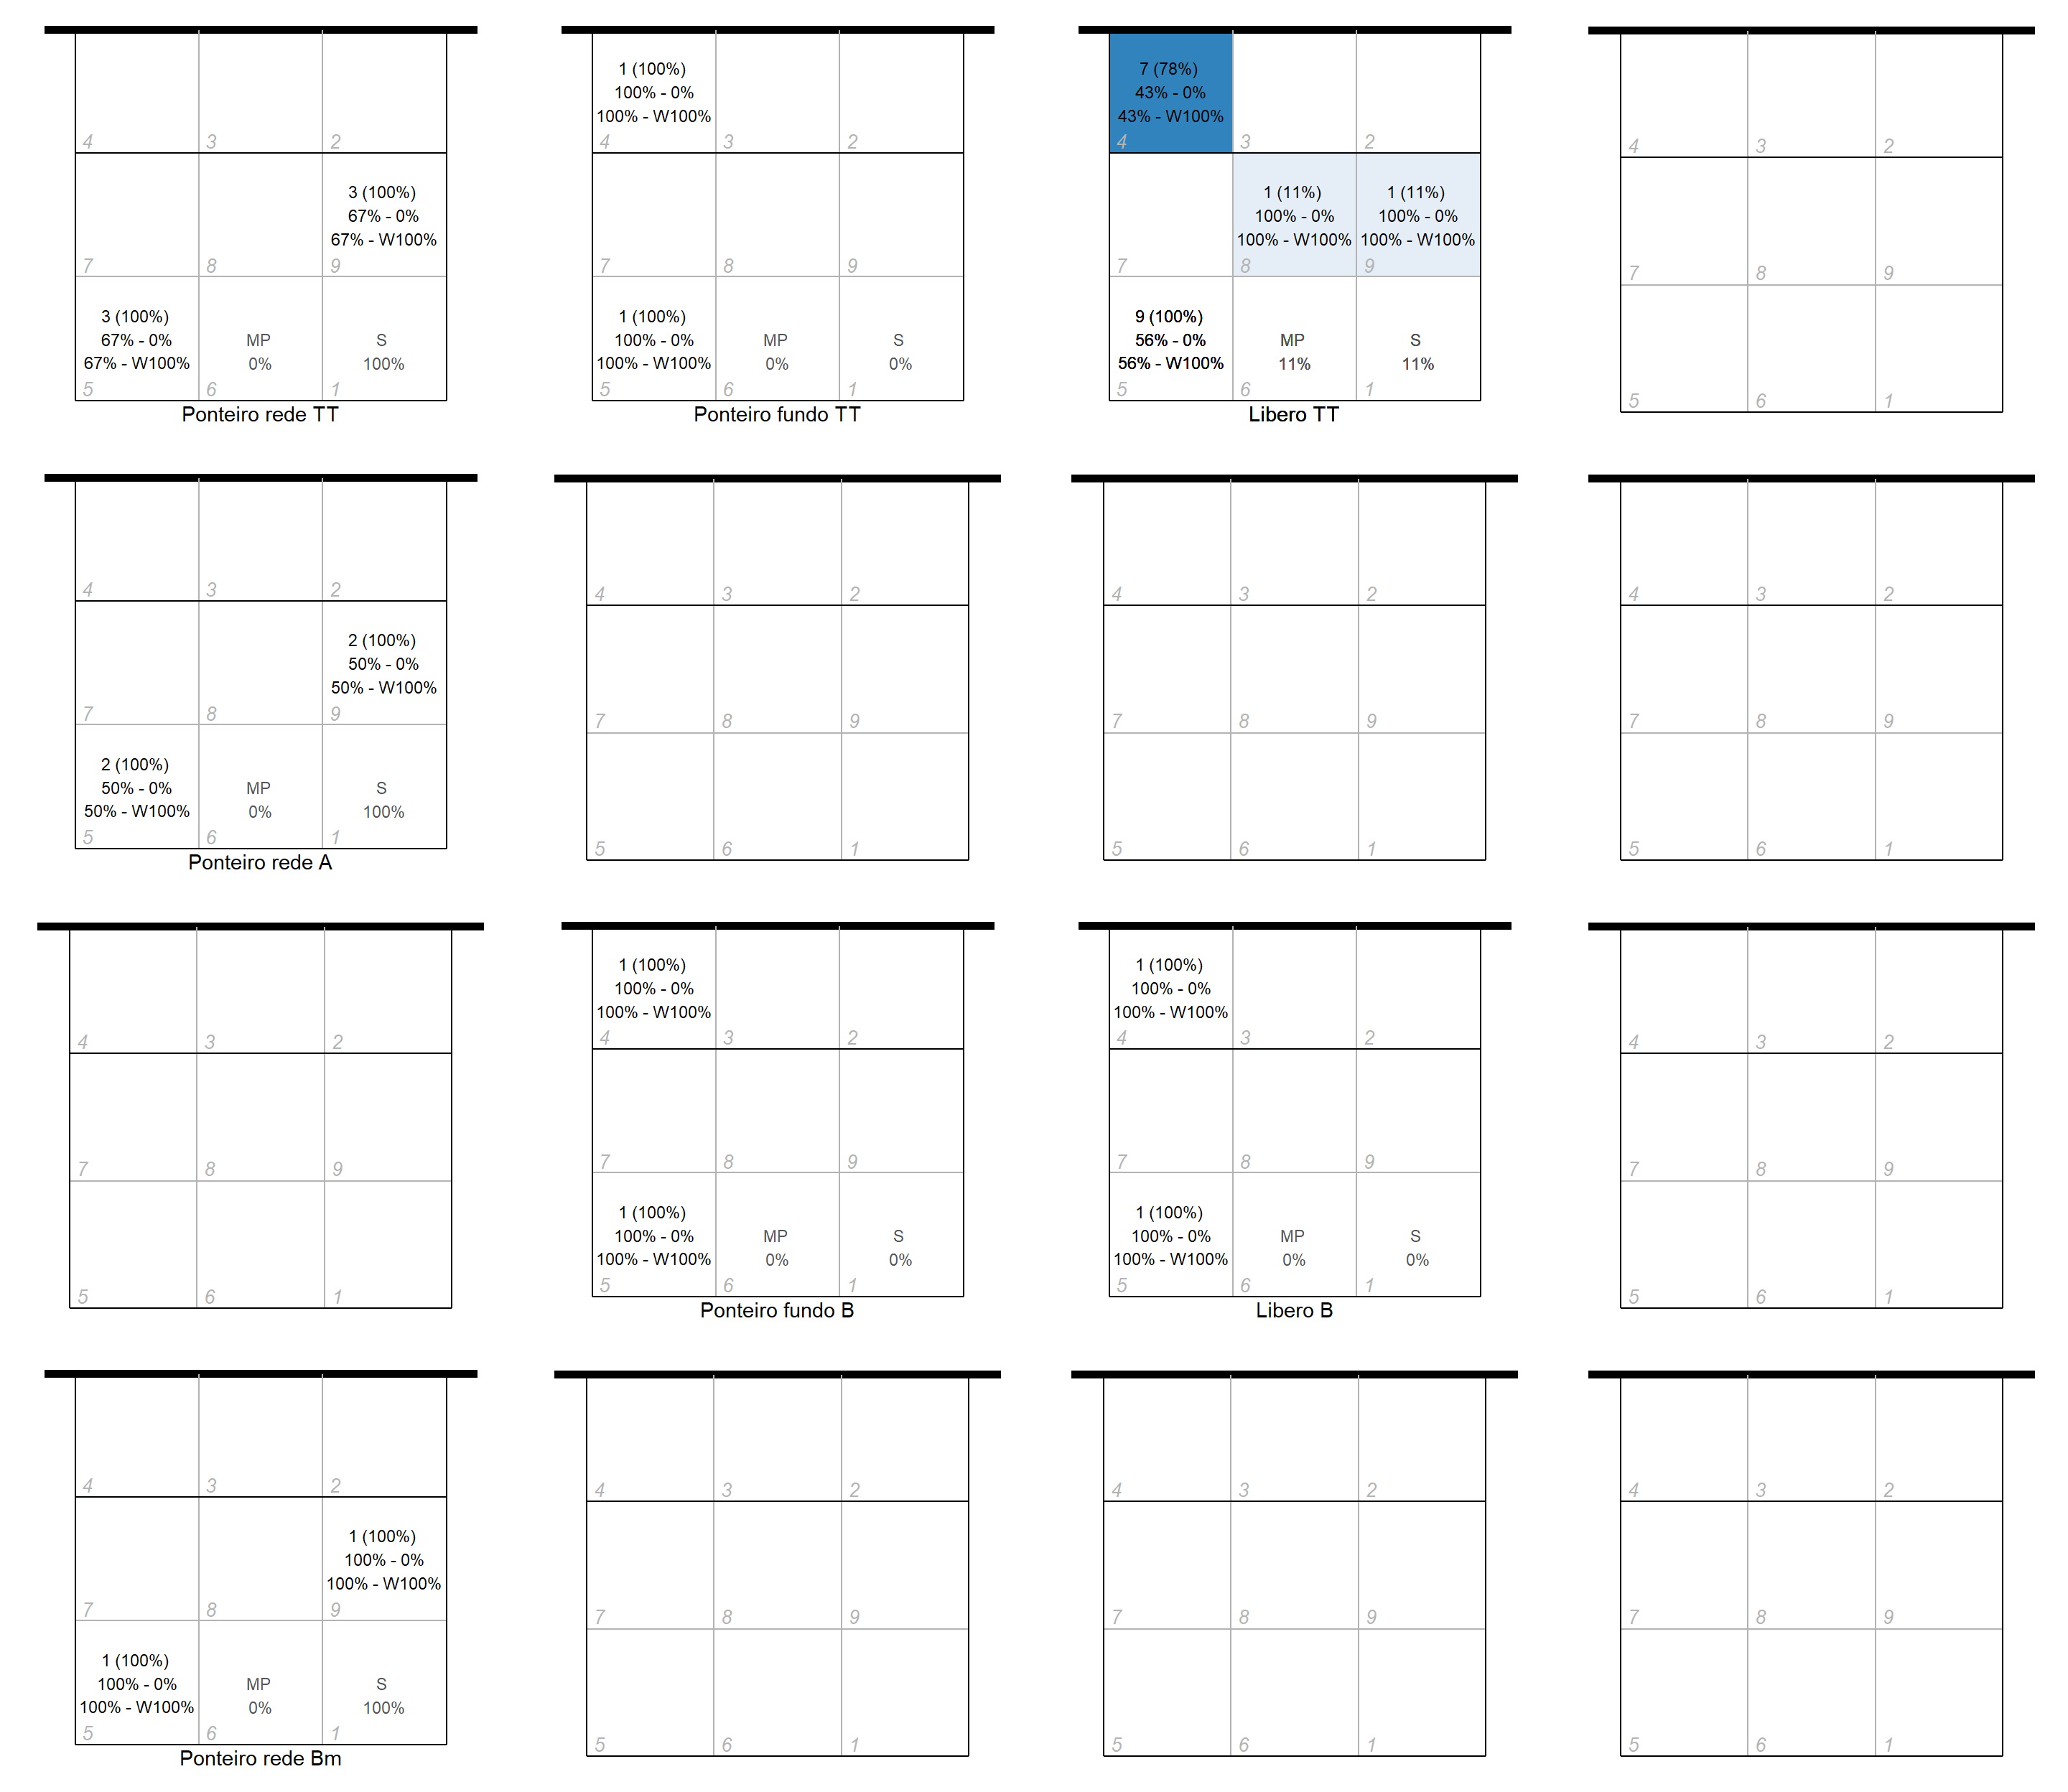 4 3 2
3 (100%)
67% - 0%
67% - W100%
7 8 9
3 (100%)
67% - 0%
67% - W100%
MP
0%
S
100%
5 6 1
Ponteiro rede TT
1 (100%)
100% - 0%
100% - W100%
4 3 2
7 8 9
1 (100%)
100% - 0%
100% - W100%
MP
0%
S
0%
5 6 1
Ponteiro fundo TT
7 (78%)
43% - 0%
43% - W100%
4 3 2
1 (11%)
100% - 0%
100% - W100%
1 (11%)
100% - 0%
100% - W100%
7 8 9
9 (100%)
56% - 0%
56% - W100%
MP
11%
S
11%
5 6 1
Libero TT
4 3 2
7 8 9
5 6 1
4 3 2
2 (100%)
50% - 0%
50% - W100%
7 8 9
2 (100%)
50% - 0%
50% - W100%
MP
0%
S
100%
5 6 1
Ponteiro rede A
4 3 2
7 8 9
5 6 1
4 3 2
7 8 9
5 6 1
4 3 2
7 8 9
5 6 1
4 3 2
7 8 9
5 6 1
1 (100%)
100% - 0%
100% - W100%
4 3 2
7 8 9
1 (100%)
100% - 0%
100% - W100%
MP
0%
S
0%
5 6 1
Ponteiro fundo B
1 (100%)
100% - 0%
100% - W100%
4 3 2
7 8 9
1 (100%)
100% - 0%
100% - W100%
MP
0%
S
0%
5 6 1
Libero B
4 3 2
7 8 9
5 6 1
4 3 2
1 (100%)
100% - 0%
100% - W100%
7 8 9
1 (100%)
100% - 0%
100% - W100%
MP
0%
S
100%
5 6 1
Ponteiro rede Bm
4 3 2
7 8 9
5 6 1
4 3 2
7 8 9
5 6 1
4 3 2
7 8 9
5 6 1